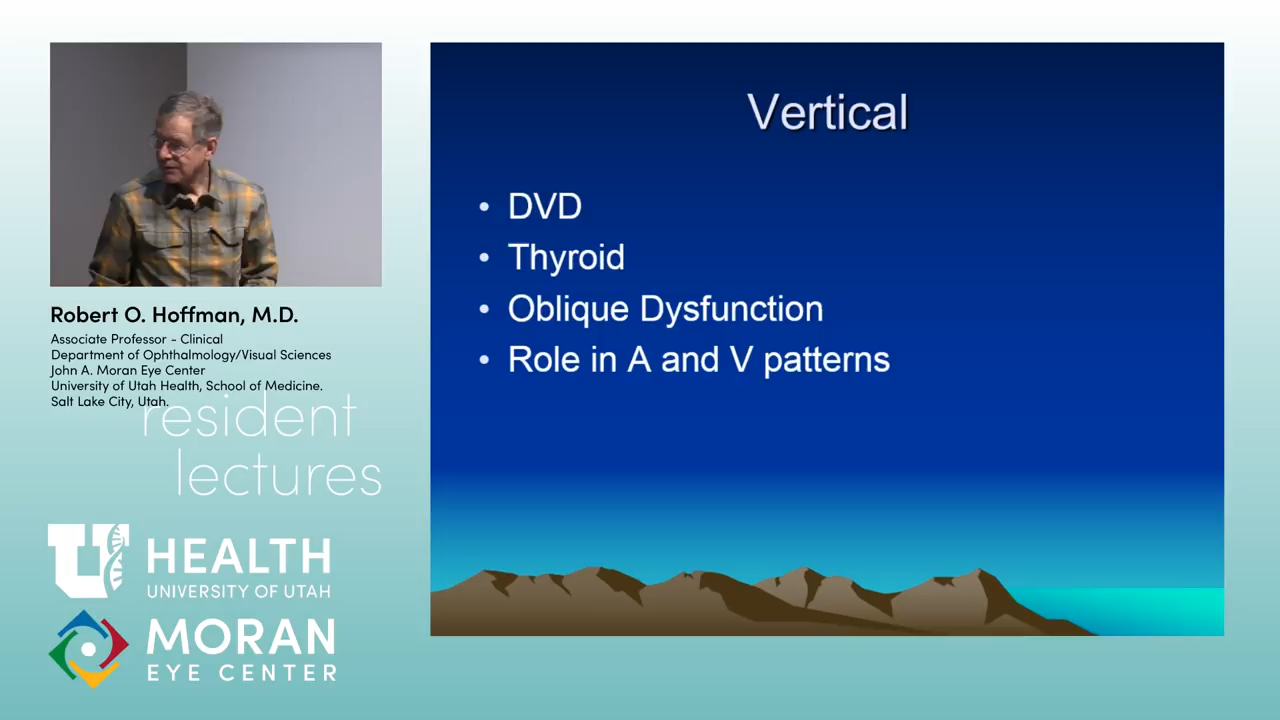 Vertical
• DVD
• Thyroid
• Oblique Dysfunction
• Role in A and V patterns
Robert O. Hoffman, M.D.
Associate Professor - Clinical
Department of Ophthalmology/Visual Sciences
John A. Moran Eye Center
University of Utah Health, School of Medicine.
Salt Lake City, Utah.
resident
lectures
U HEALTH
UNIVERSITY OF UTAH
MORAN
EYE CENTER